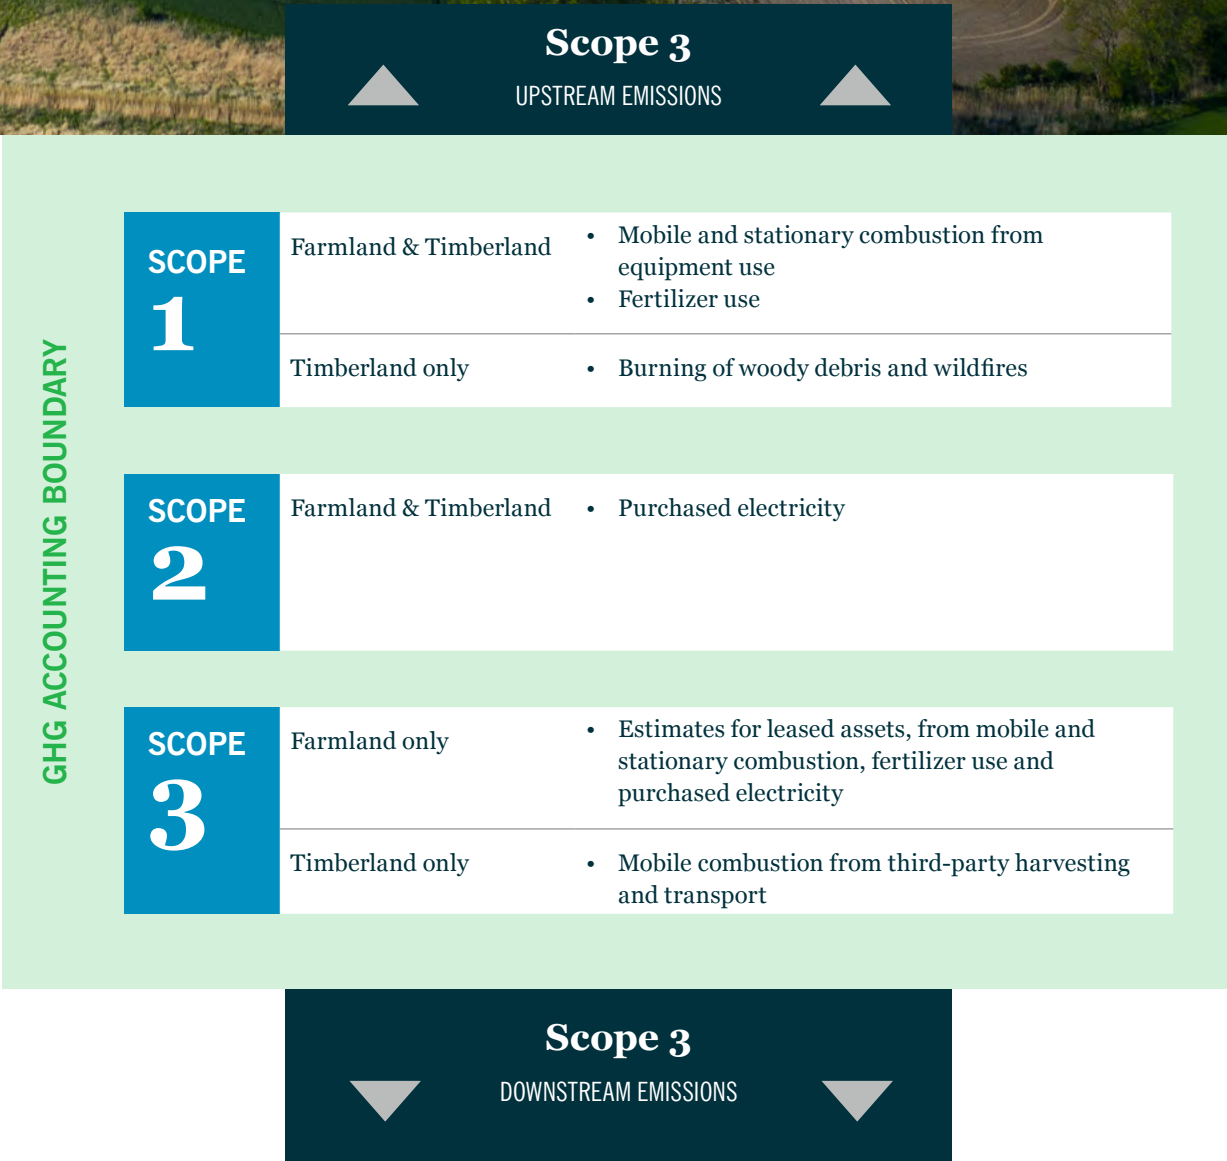 Scope 3
UPSTREAM EMISSIONS
GHG ACCOUNTING BOUNDARY
SCOPE
1
Farmland & Timberland
• Mobile and stationary combustion from
equipment use
• Fertilizer use
Timberland only
• Burning of woody debris and wildfires
SCOPE
2
Farmland & Timberland
• Purchased electricity
SCOPE
3
Farmland only
• Estimates for leased assets, from mobile and
stationary combustion, fertilizer use and
purchased electricity
Timberland only
• Mobile combustion from third-party harvesting
and transport
Scope 3
DOWNSTREAM EMISSIONS